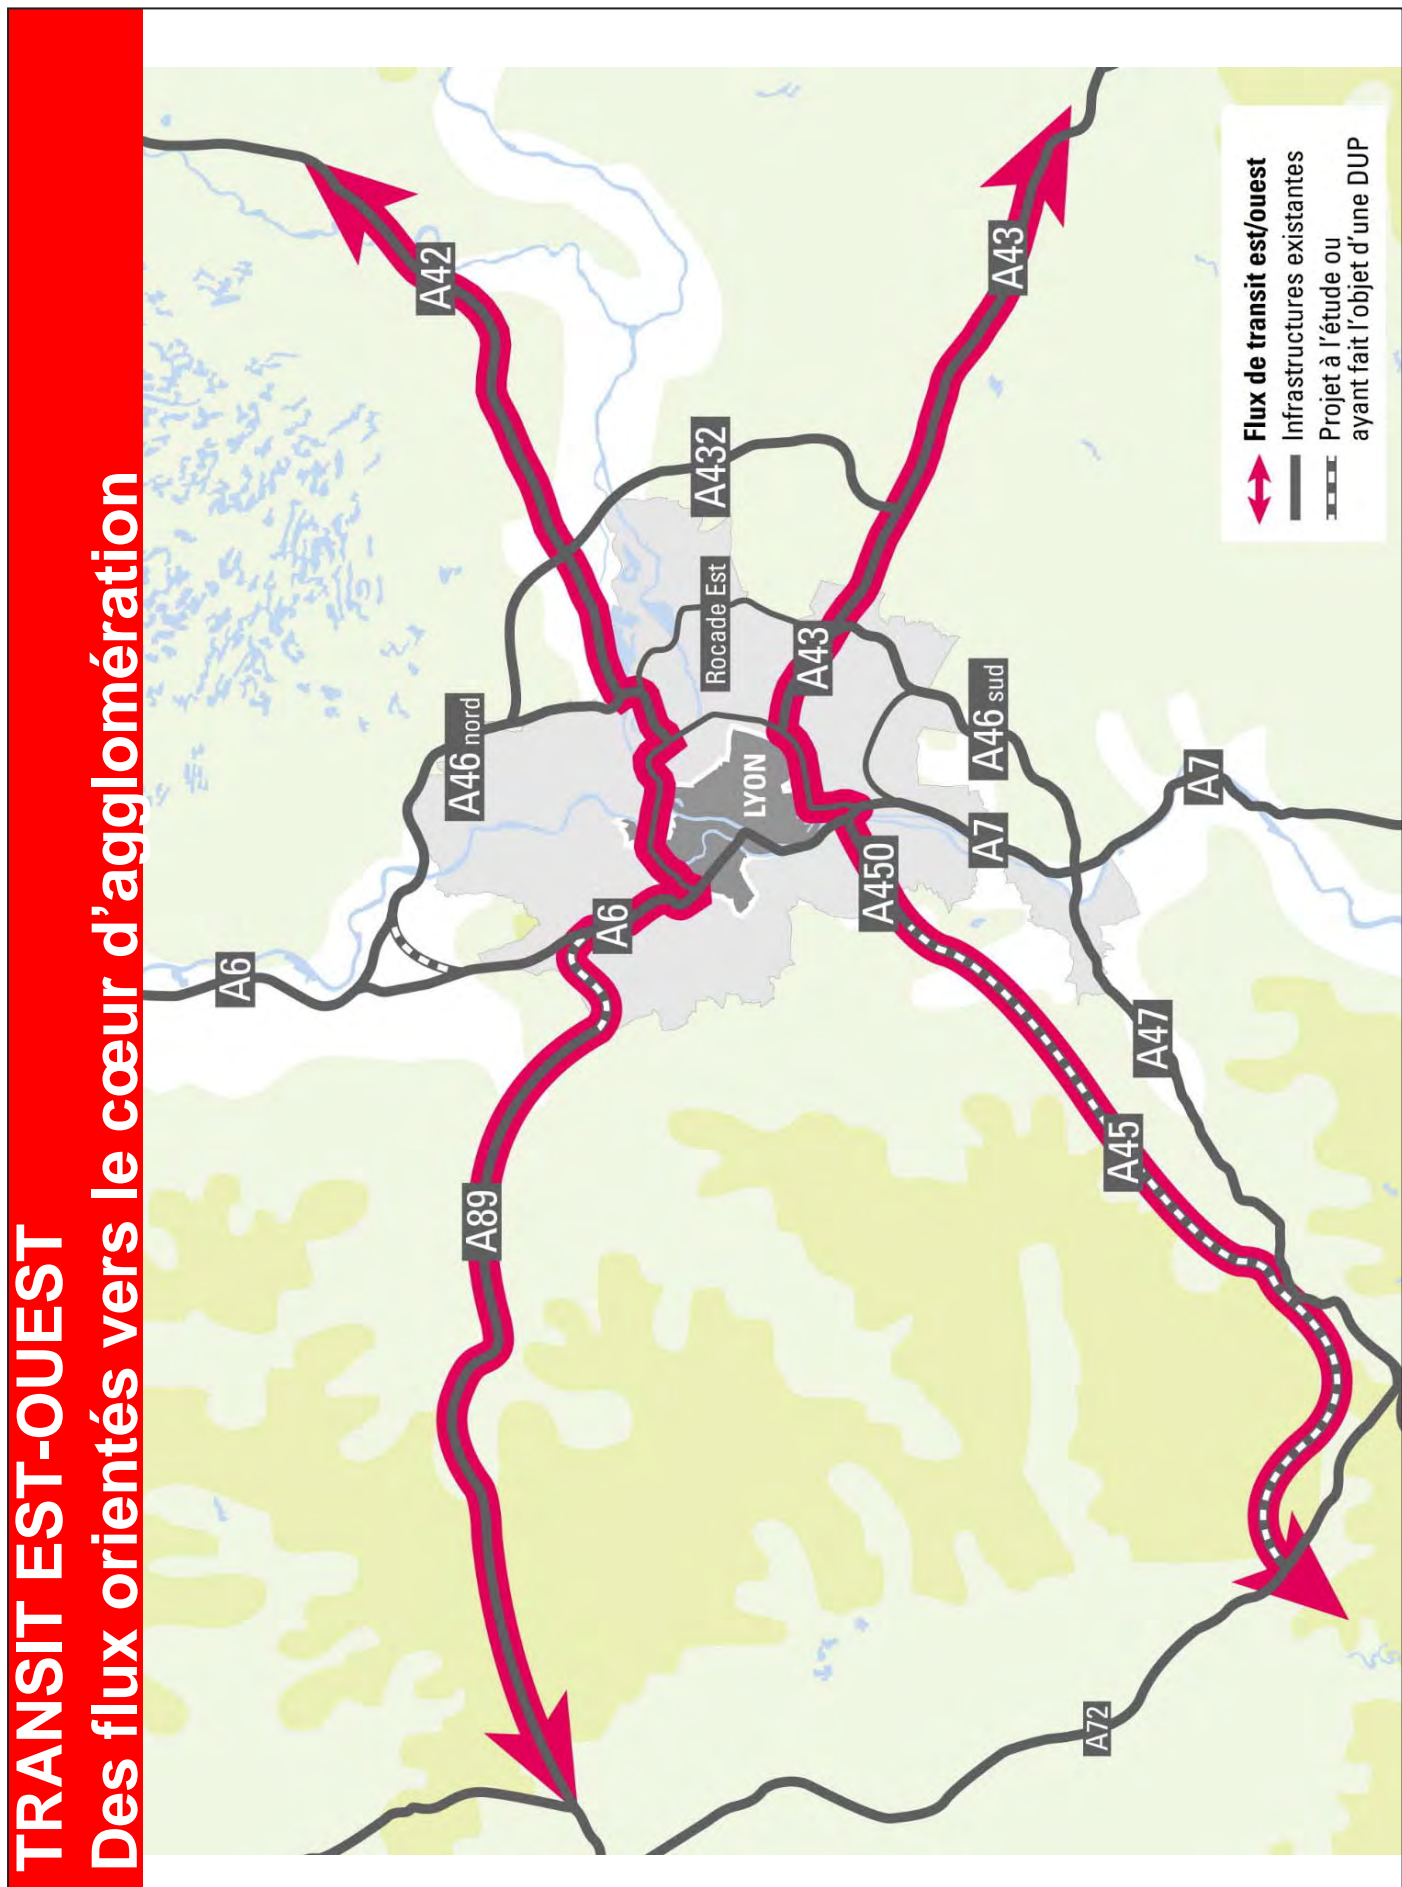 TRANSIT EST-OUEST
Des flux orientés vers le cœur d'agglomération
A6
A46 nord
A42
A89
A6
A432
Rocade Est
LYON
A43
A43
A450
A7
A46 sud
A7
A47
A45
A72
Flux de transit est/ouest
Infrastructures existantes
Projet à l'étude ou
ayant fait l'objet d'une DUP